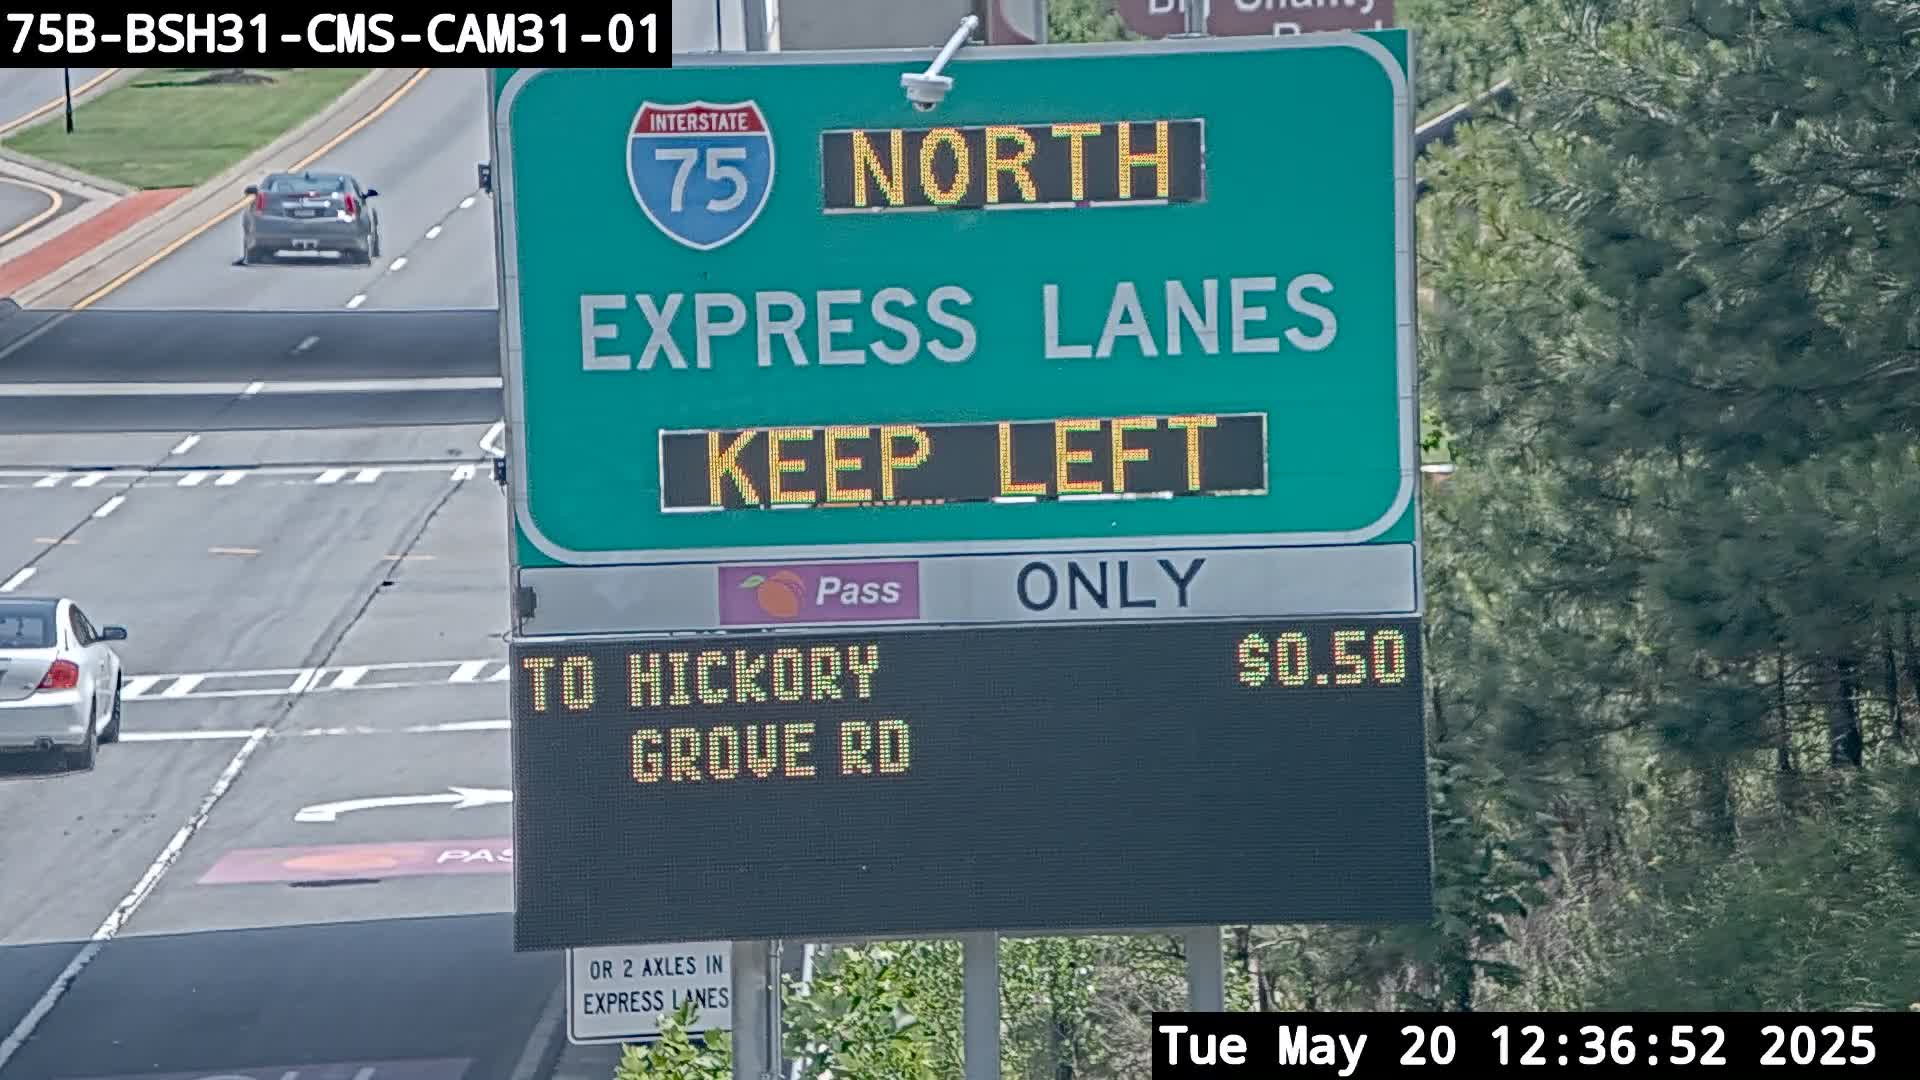 75B-BSH31-CMS-CAM31-01
INTERSTATE
75
NORTH
EXPRESS LANES
KEEP LEFT
Pass ONLY
TO HICKORY $0.50
GROVE RD
OR 2 AXLES IN
EXPRESS LANES
Tue May 20 12:36:52 2025